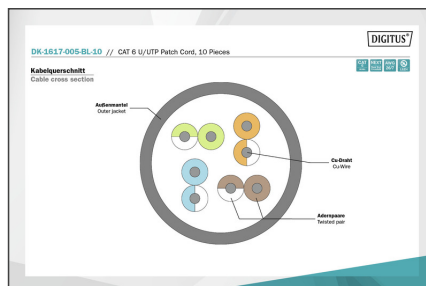 DIGITUS®
DK-1617-005-BL-10 // CAT 6 U/UTP Patch Cord, 10 Pieces
Kabelquerschnitt
Cable cross section
Außenmantel
Outer jacket
Cu-Draht
Cu-Wire
Aderpaare
Twisted pair